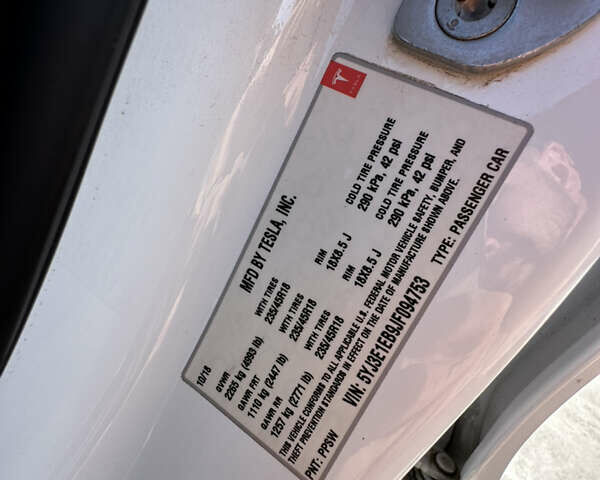 TESLA
MFD BY TESLA, INC.
10/18
GVWR
2265 kg (4993 lb)
GAWR FRT WITH TIRES RIM COLD TIRE PRESSURE
1110 kg (2447 lb) 235/45R18 18X8.5 J 290 kPa, 42 psi
GAWR RR WITH TIRES RIM COLD TIRE PRESSURE
1257 kg (2771 lb) 235/45R18 18X8.5 J 290 kPa, 42 psi
THIS VEHICLE CONFORMS TO ALL APPLICABLE U.S. FEDERAL MOTOR VEHICLE SAFETY, BUMPER, AND
THEFT PREVENTION STANDARDS IN EFFECT ON THE DATE OF MANUFACTURE SHOWN ABOVE.
VIN: 5YJ3E1EB9JF094753 TYPE: PASSENGER CAR
PNT: PPSW